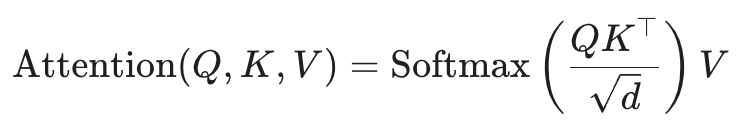 Attention(Q, K, V) = Softmax (QK⊤ / √d) V